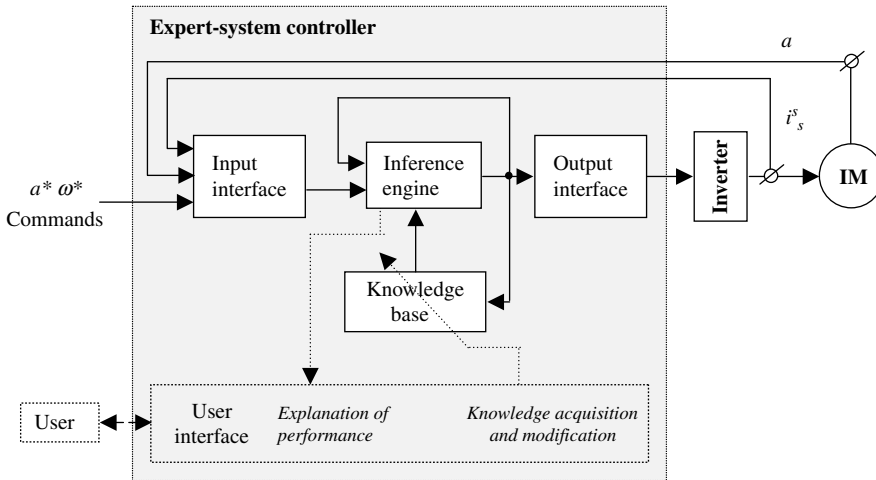 Expert-system controller
a
i_s^s
Input
interface
Inference
engine
Output
interface
Inverter
IM
a* ω*
Commands
Knowledge
base
User
User
interface
Explanation of
performance
Knowledge acquisition
and modification